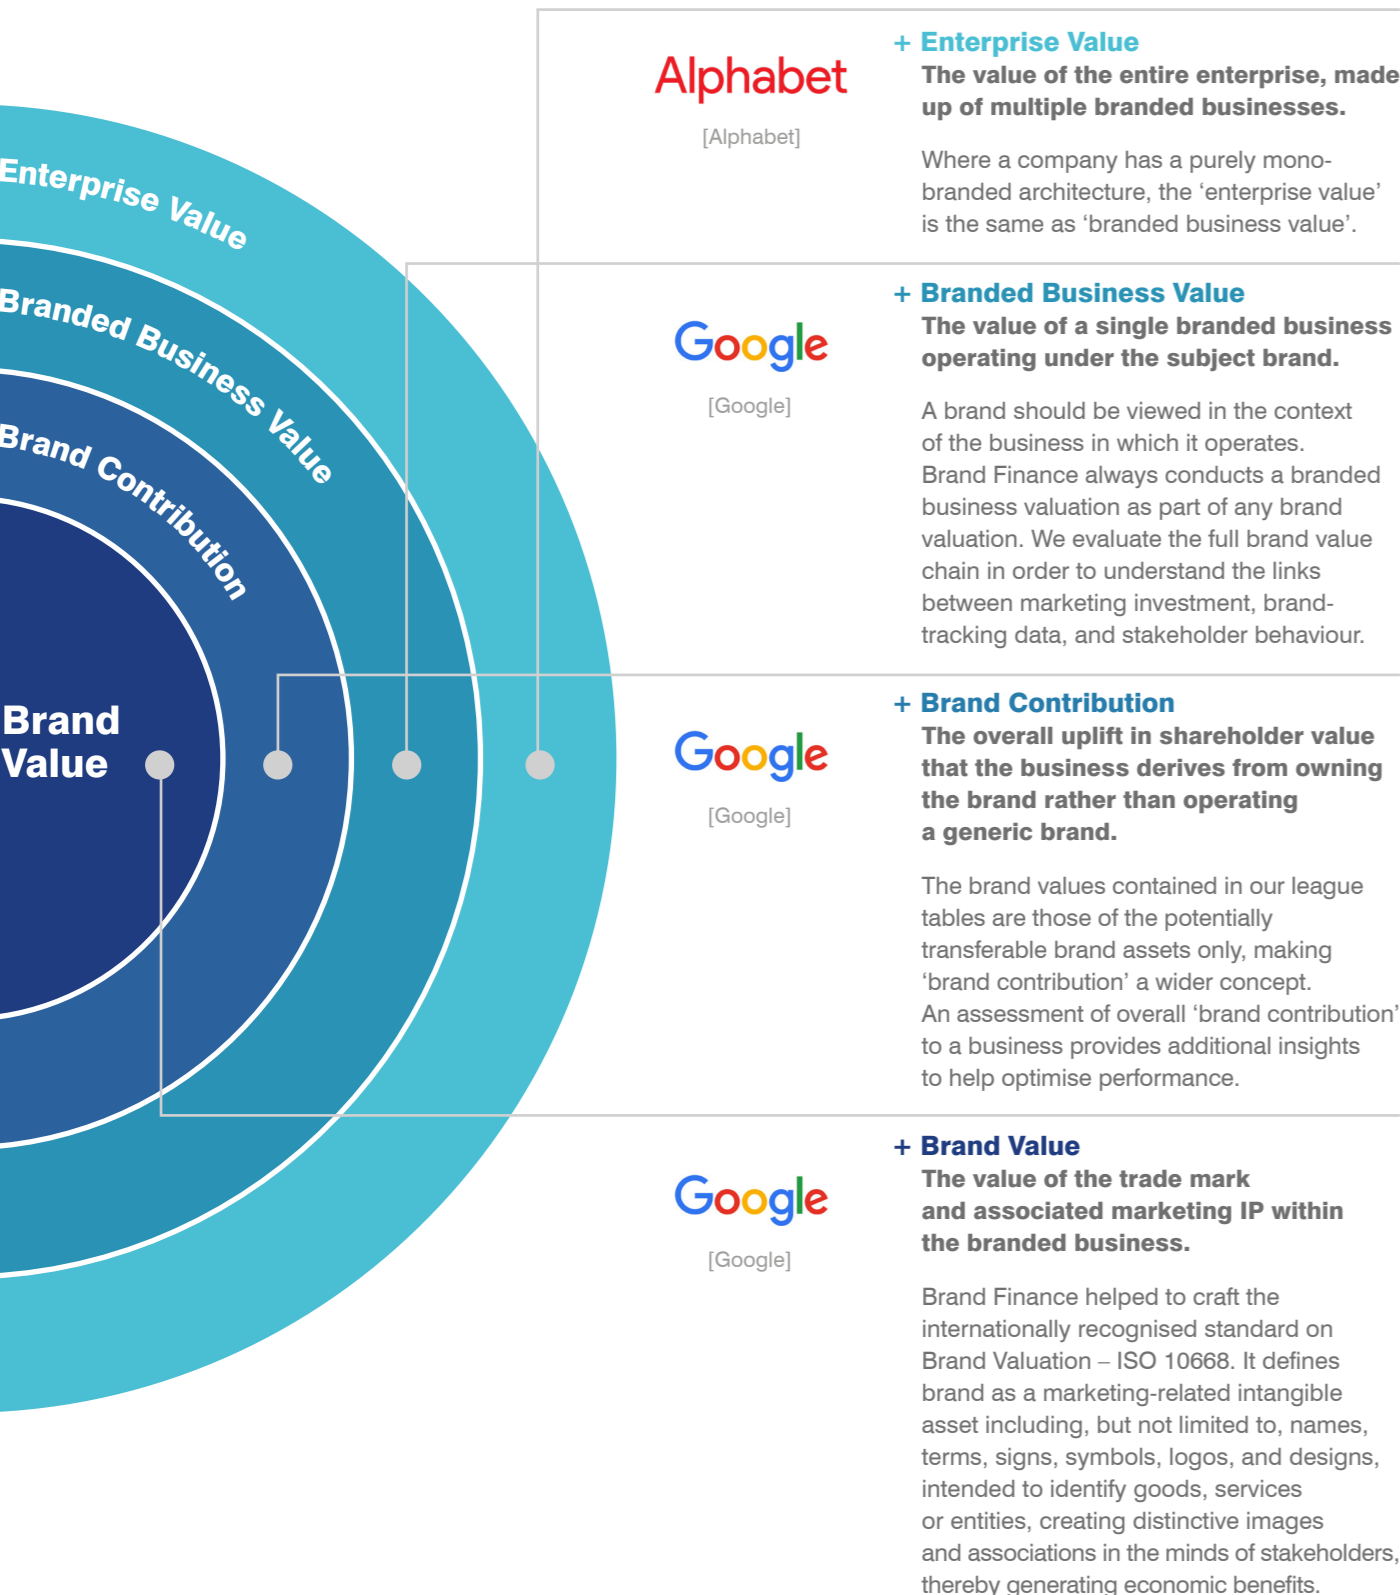 Enterprise Value
Branded Business Value
Brand Contribution
Brand
Value
Alphabet
[Alphabet]
+ Enterprise Value
The value of the entire enterprise, made
up of multiple branded businesses.
Where a company has a purely mono-
branded architecture, the ‘enterprise value’
is the same as ‘branded business value’.
Google
[Google]
+ Branded Business Value
The value of a single branded business
operating under the subject brand.
A brand should be viewed in the context
of the business in which it operates.
Brand Finance always conducts a branded
business valuation as part of any brand
valuation. We evaluate the full brand value
chain in order to understand the links
between marketing investment, brand-
tracking data, and stakeholder behaviour.
Google
[Google]
+ Brand Contribution
The overall uplift in shareholder value
that the business derives from owning
the brand rather than operating
a generic brand.
The brand values contained in our league
tables are those of the potentially
transferable brand assets only, making
‘brand contribution’ a wider concept.
An assessment of overall ‘brand contribution’
to a business provides additional insights
to help optimise performance.
Google
[Google]
+ Brand Value
The value of the trade mark
and associated marketing IP within
the branded business.
Brand Finance helped to craft the
internationally recognised standard on
Brand Valuation – ISO 10668. It defines
brand as a marketing-related intangible
asset including, but not limited to, names,
terms, signs, symbols, logos, and designs,
intended to identify goods, services
or entities, creating distinctive images
and associations in the minds of stakeholders,
thereby generating economic benefits.